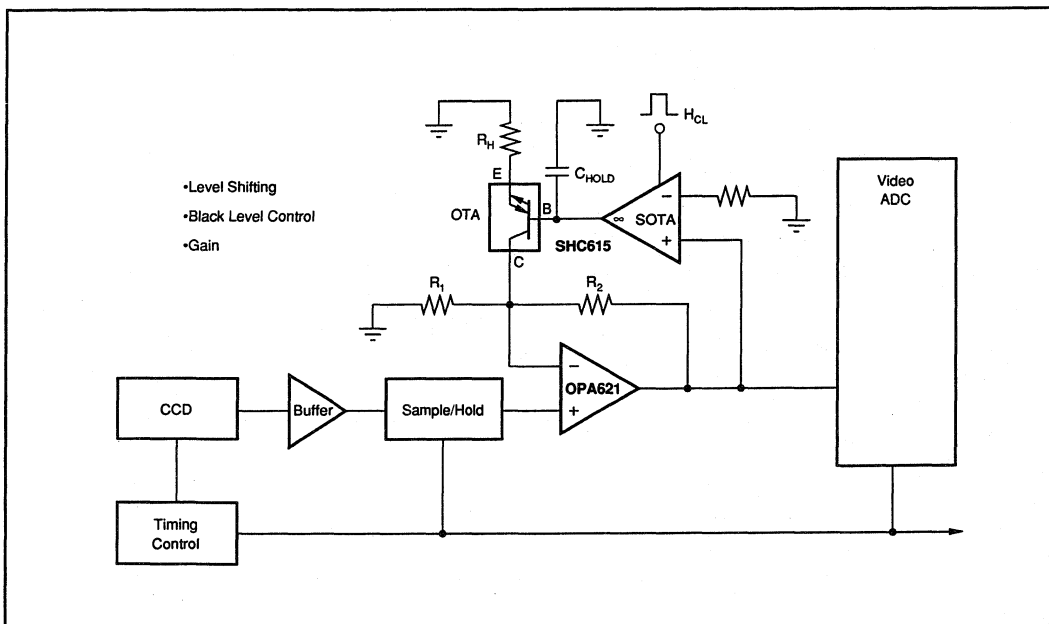 •Level Shifting
•Black Level Control
•Gain
R_H
E
OTA
B
C
C_HOLD
H_CL
∞
SOTA
−
+
SHC615
R_1
R_2
−
+
OPA621
Video
ADC
CCD
Buffer
Sample/Hold
Timing
Control